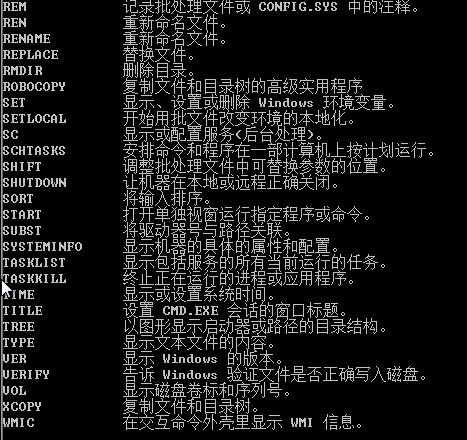 REM 记录批处理文件或 CONFIG.SYS 中的注释。
REN 重新命名文件。
RENAME 重新命名文件。
REPLACE 替换文件。
RMDIR 删除目录。
ROBOCOPY 复制文件和目录树的高级实用程序
SET 显示、设置或删除 Windows 环境变量。
SETLOCAL 开始用批文件改变环境的本地化。
SC 显示或配置服务(后台处理)。
SCHTASKS 安排命令和程序在一部计算机上按计划运行。
SHIFT 调整批处理文件中可替换参数的位置。
SHUTDOWN 让机器在本地或远程正确关闭。
SORT 将输入排序。
START 打开单独视窗运行指定程序或命令。
SUBST 将驱动器号与路径关联。
SYSTEMINFO 显示机器的具体的属性和配置。
TASKLIST 显示包括服务的所有当前运行的任务。
TASKKILL 终止正在运行的进程或应用程序。
TIME 显示或设置系统时间。
TITLE 设置 CMD.EXE 会话的窗口标题。
TREE 以图形显示启动器或路径的目录结构。
TYPE 显示文本文件的内容。
VER 显示 Windows 的版本。
VERIFY 告诉 Windows 验证文件是否正确写入磁盘。
VOL 显示磁盘卷标和序列号。
XCOPY 复制文件和目录树。
WMIC 在交互命令外壳里显示 WMI 信息。